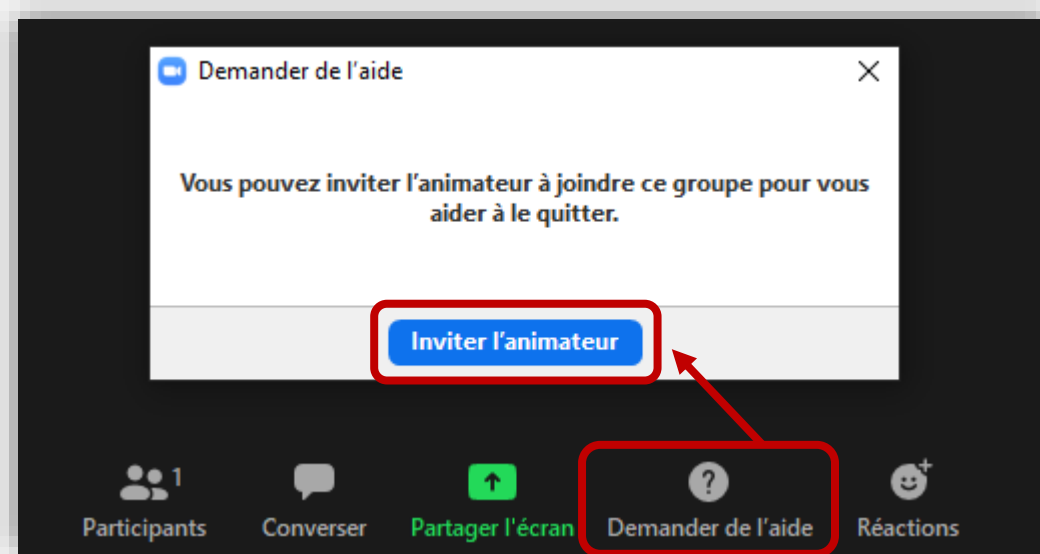 Demander de l'aide
Vous pouvez inviter l'animateur à joindre ce groupe pour vous
aider à le quitter.
Inviter l'animateur
1
Participants
Converser
Partager l'écran
Demander de l'aide
Réactions